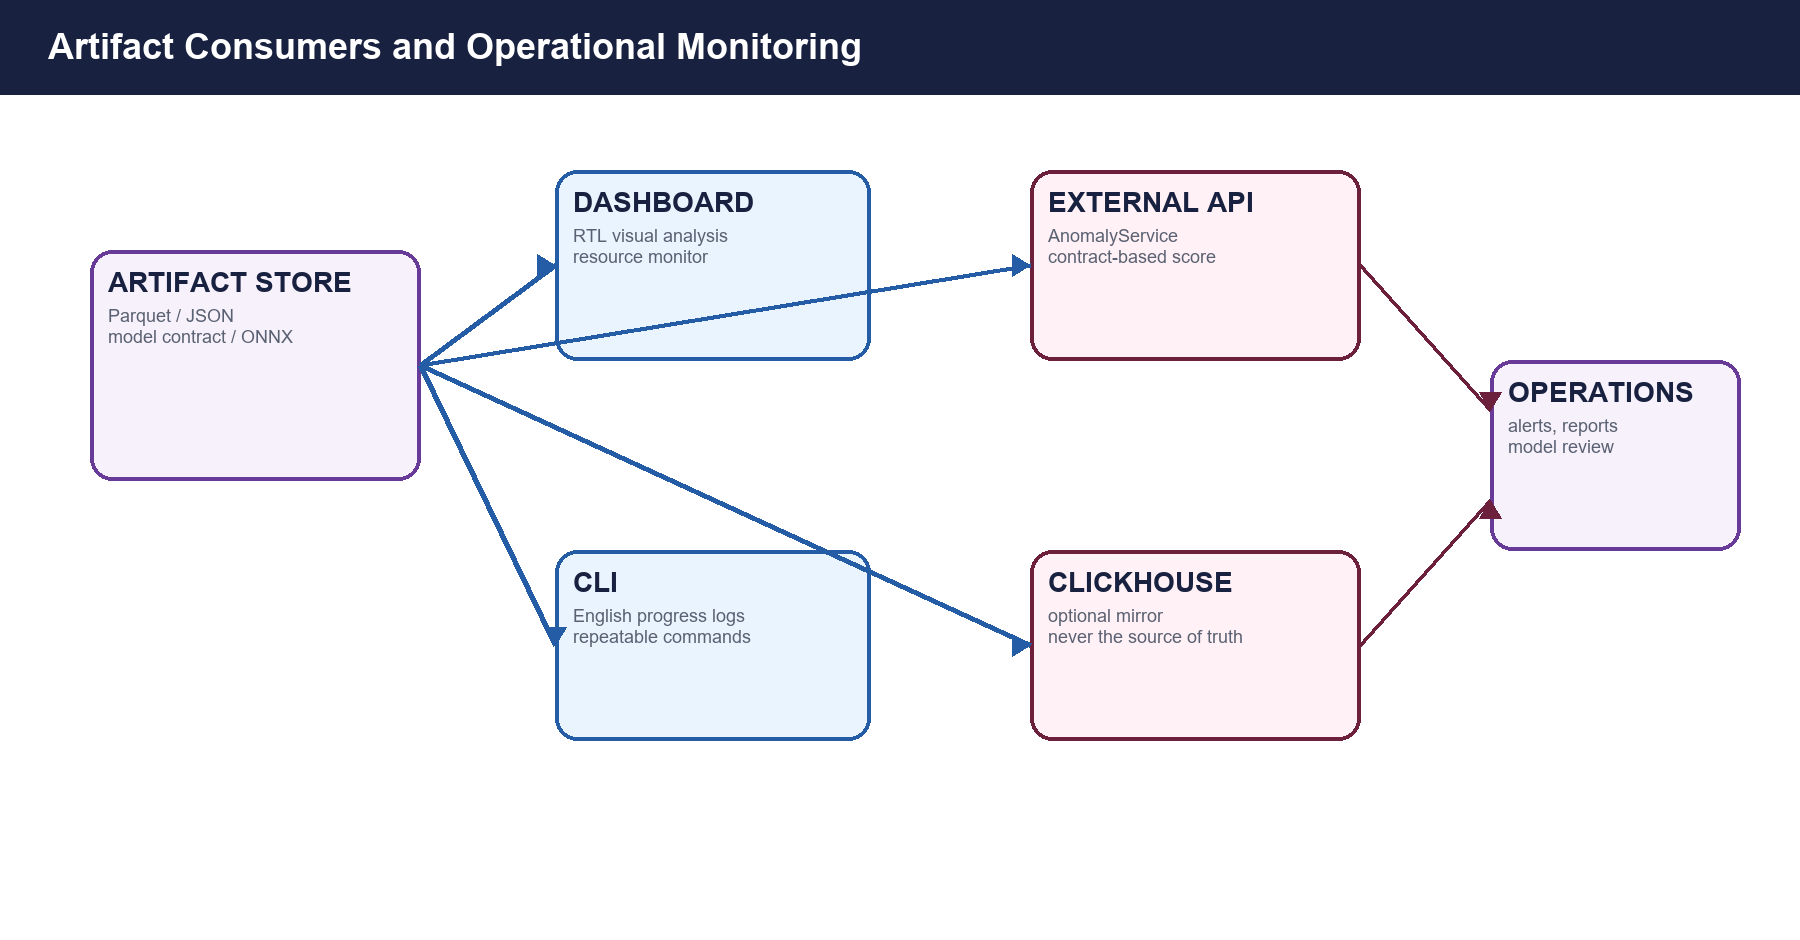 Artifact Consumers and Operational Monitoring
ARTIFACT STORE
Parquet / JSON
model contract / ONNX
DASHBOARD
RTL visual analysis
resource monitor
EXTERNAL API
AnomalyService
contract-based score
OPERATIONS
alerts, reports
model review
CLI
English progress logs
repeatable commands
CLICKHOUSE
optional mirror
never the source of truth